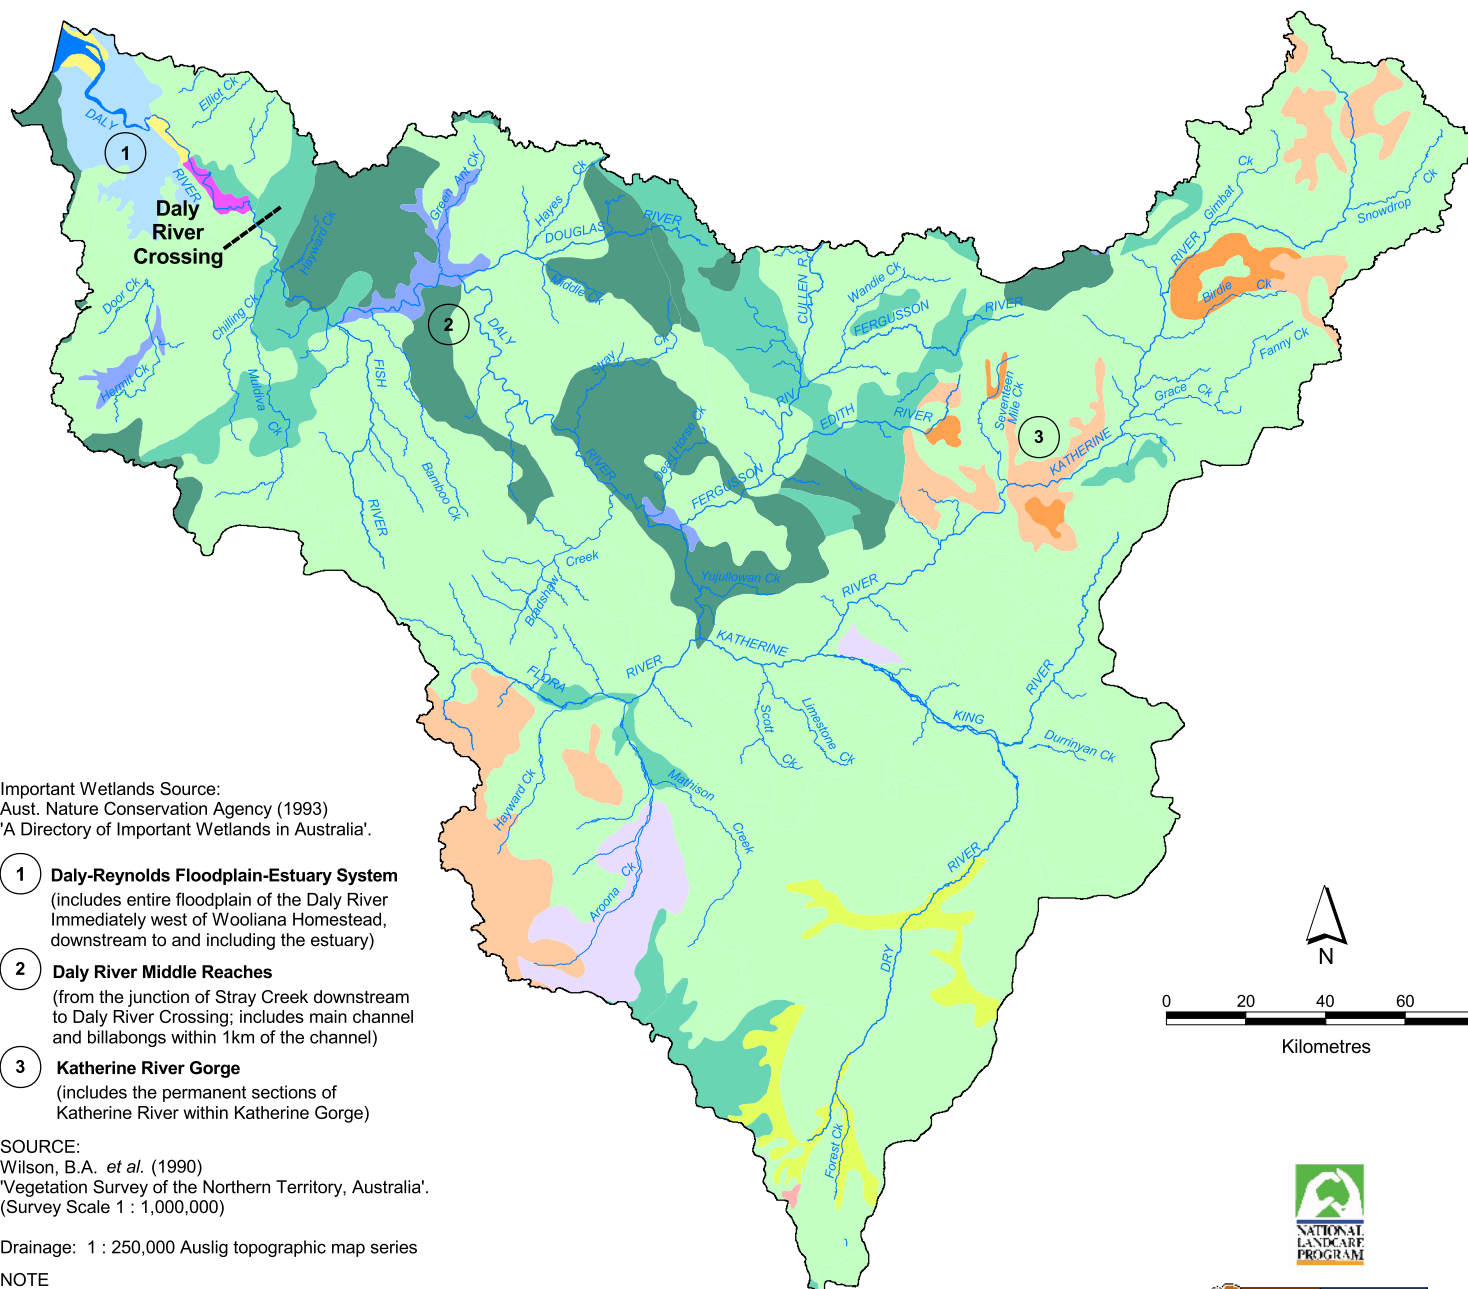 Elliot Ck
DALY
1
RIVER
Daly
River
Crossing
Hayward Ck
Green Ant Ck
Hayes
Ck
DOUGLAS
RIVER
Middle Ck
Door Ck
Chilling Ck
2
DALY
Hermit Ck
Muldiva
Ck
FISH
RIVER
Bamboo Ck
Stray
Ck
CULLEN R
Wandie Ck
FERGUSSON
RIVER
RIVER
Gimbat
Ck
Snowdrop
Ck
Birdie
Ck
Fanny Ck
Grace
Ck
Seventeen
Mile Ck
3
KATHERINE
RIV
EDITH
RIVER
Dead Horse Ck
RIVER
FERGUSSON
Creek
Bradshaw
Yujullowan Ck
RIVER
KATHERINE
RIVER
FLORA
Scott
Ck
Limestone
Ck
KING
RIVER
Durrinyan Ck
Hayward Ck
Mathison
Creek
Aroona
Ck
RIVER
DRY
Forest Ck
Important Wetlands Source:
Aust. Nature Conservation Agency (1993)
'A Directory of Important Wetlands in Australia'.
1 Daly-Reynolds Floodplain-Estuary System
(includes entire floodplain of the Daly River
Immediately west of Wooliana Homestead,
downstream to and including the estuary)
2 Daly River Middle Reaches
(from the junction of Stray Creek downstream
to Daly River Crossing; includes main channel
and billabongs within 1km of the channel)
3 Katherine River Gorge
(includes the permanent sections of
Katherine River within Katherine Gorge)
SOURCE:
Wilson, B.A. et al. (1990)
'Vegetation Survey of the Northern Territory, Australia'.
(Survey Scale 1 : 1,000,000)
Drainage: 1 : 250,000 Auslig topographic map series
NOTE
N
0 20 40 60
Kilometres
NATIONAL
LANDCARE
PROGRAM